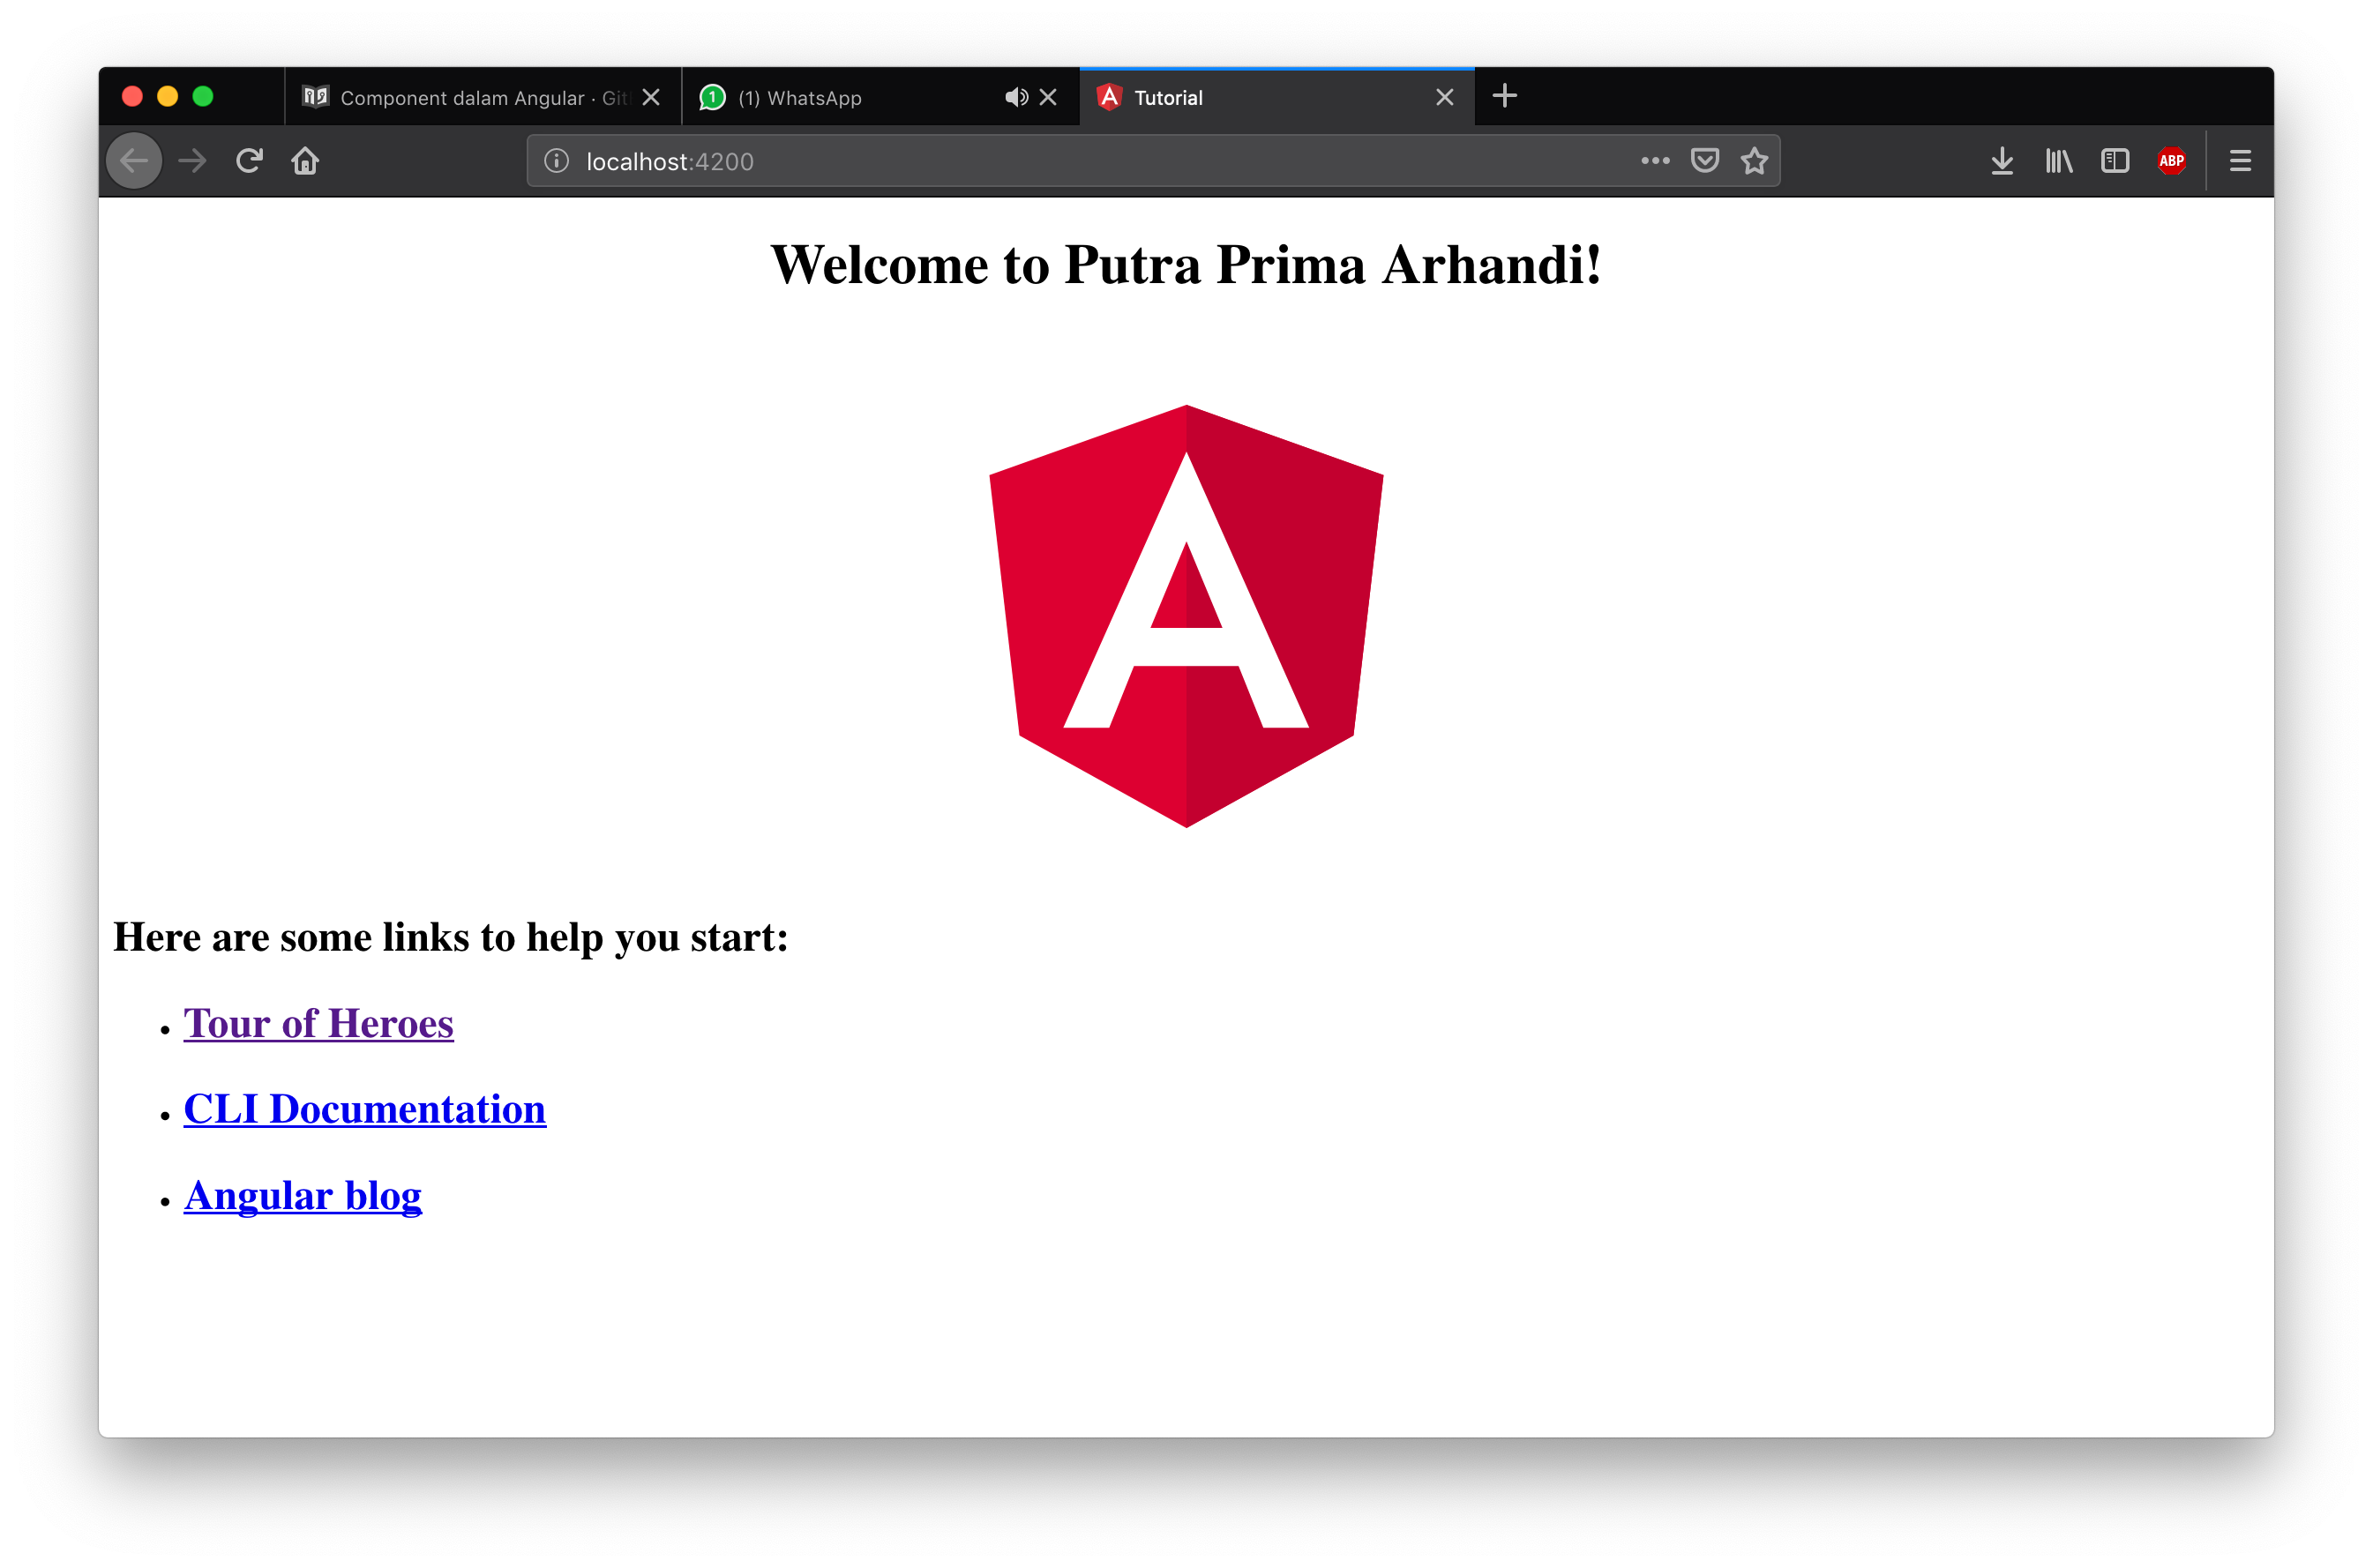 Component dalam Angular · Git
1 (1) WhatsApp
Tutorial
localhost:4200
ABP
Welcome to Putra Prima Arhandi!
A
Here are some links to help you start:
• Tour of Heroes
• CLI Documentation
• Angular blog